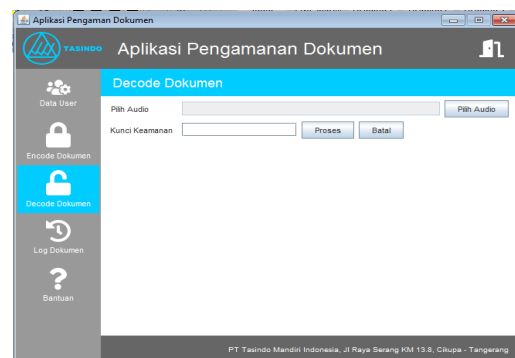 Aplikasi Pengaman Dokumen
TASINDO
Aplikasi Pengamanan Dokumen
Data User
Encode Dokumen
Decode Dokumen
Log Dokumen
Bantuan
Decode Dokumen
Pilih Audio
Pilih Audio
Kunci Keamanan
Proses
Batal
PT Tasindo Mandiri Indonesia, Jl Raya Serang KM 13.8, Cikupa - Tangerang